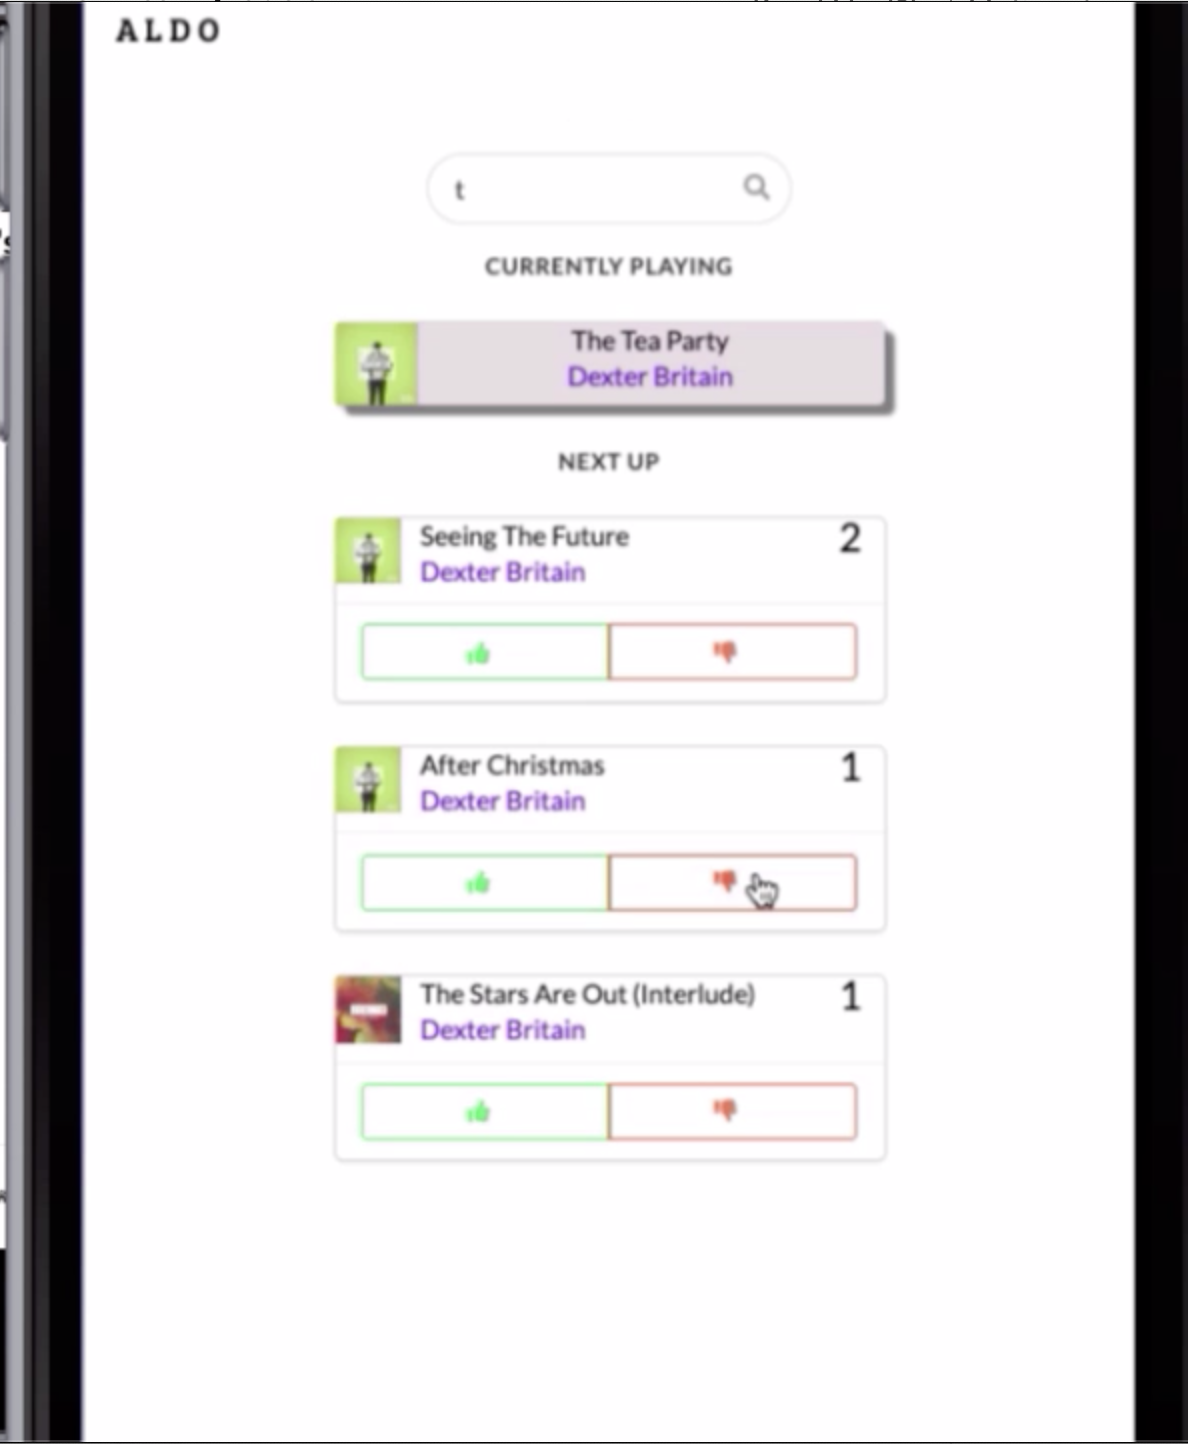 ALDO
t
CURRENTLY PLAYING
The Tea Party
Dexter Britain
NEXT UP
Seeing The Future
2
Dexter Britain
After Christmas
1
Dexter Britain
The Stars Are Out (Interlude)
1
Dexter Britain